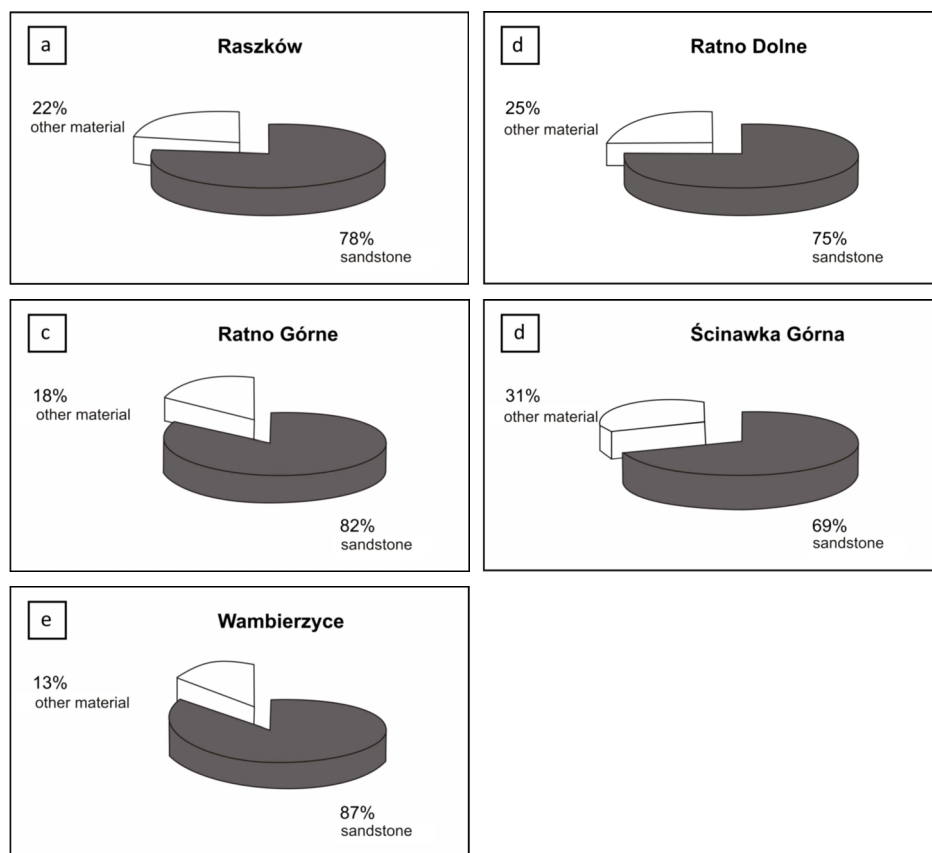 a
Raszków
22%
other material
78%
sandstone
d
Ratno Dolne
25%
other material
75%
sandstone
c
Ratno Górne
18%
other material
82%
sandstone
d
Ścinawka Górna
31%
other material
69%
sandstone
e
Wambierzyce
13%
other material
87%
sandstone